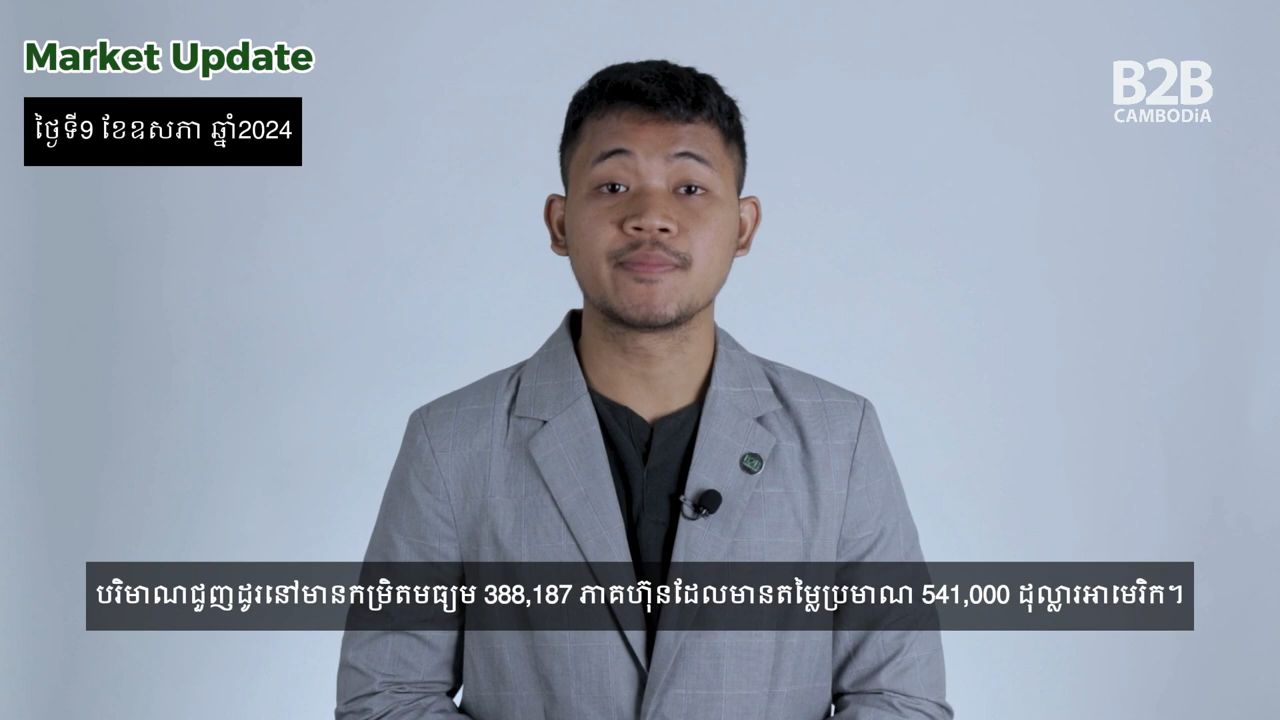 Market Update
ថ្ងៃទី9 ខែឧសភា ឆ្នាំ2024
B2B
CAMBODiA
បរិមាណជួញដូរនៅមានកម្រិតមធ្យម 388,187 ភាគហ៊ុនដែលមានតម្លៃប្រមាណ 541,000 ដុល្លារអាមេរិក។